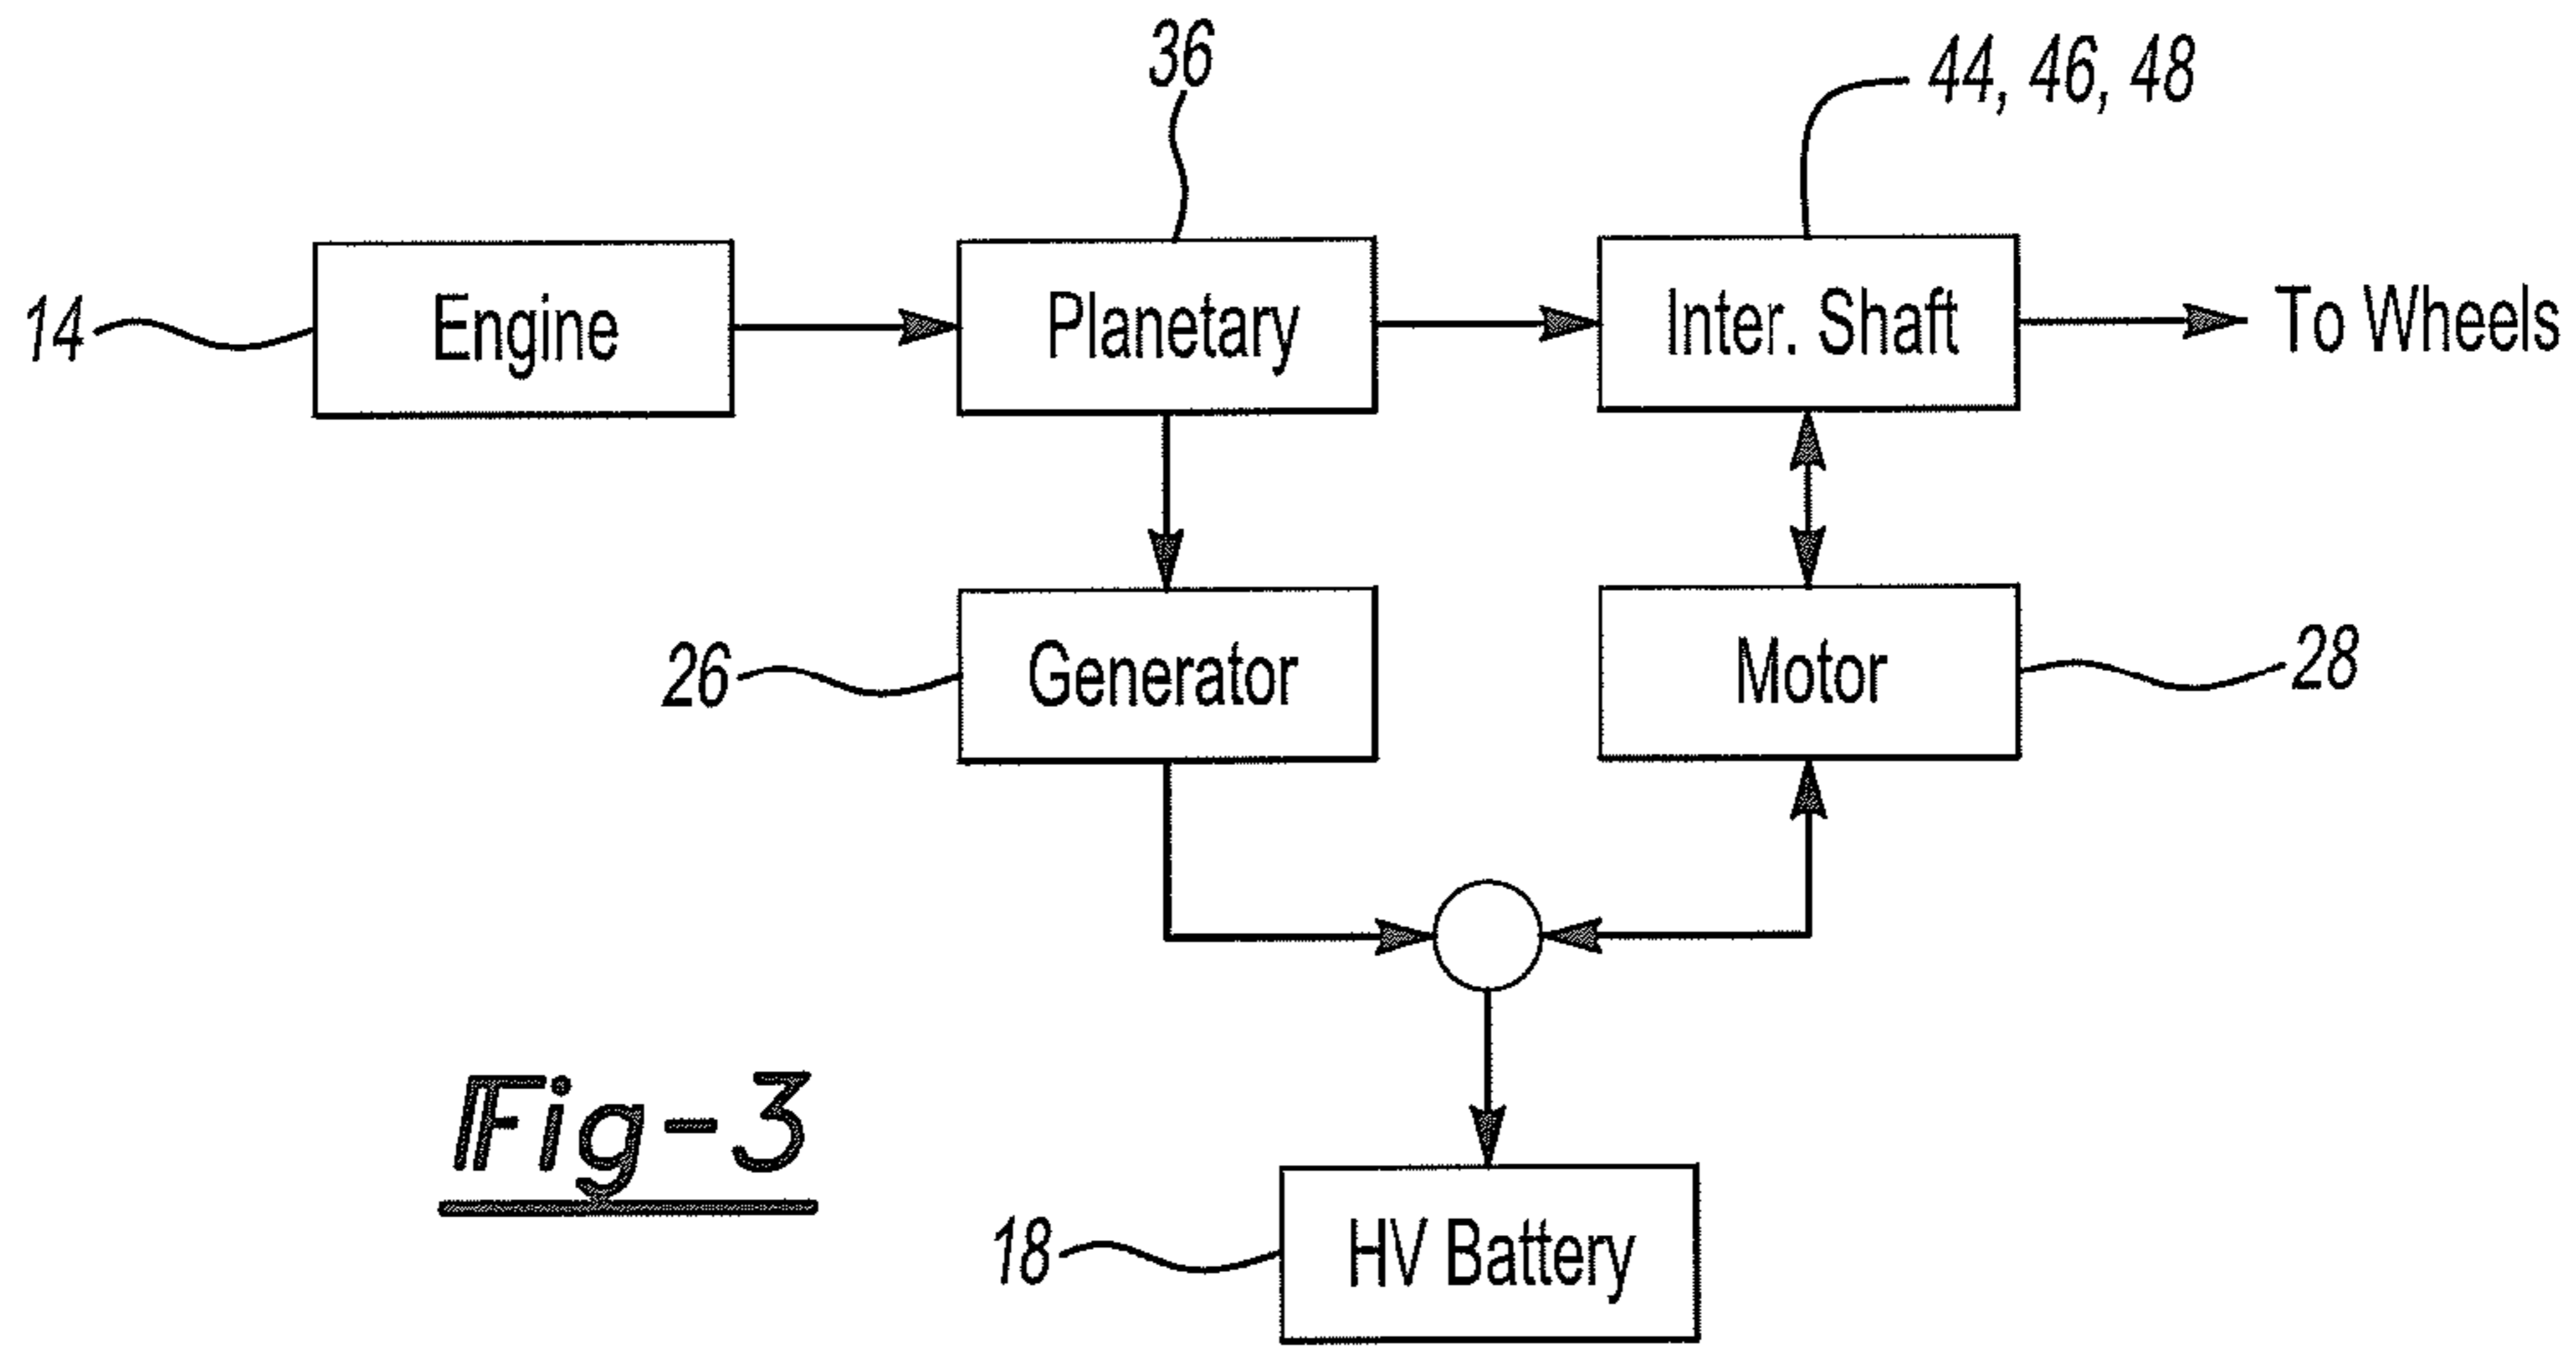 36
44, 46, 48
14
Engine
Planetary
Inter. Shaft
To Wheels
26
Generator
Motor
28
Fig-3
18
HV Battery